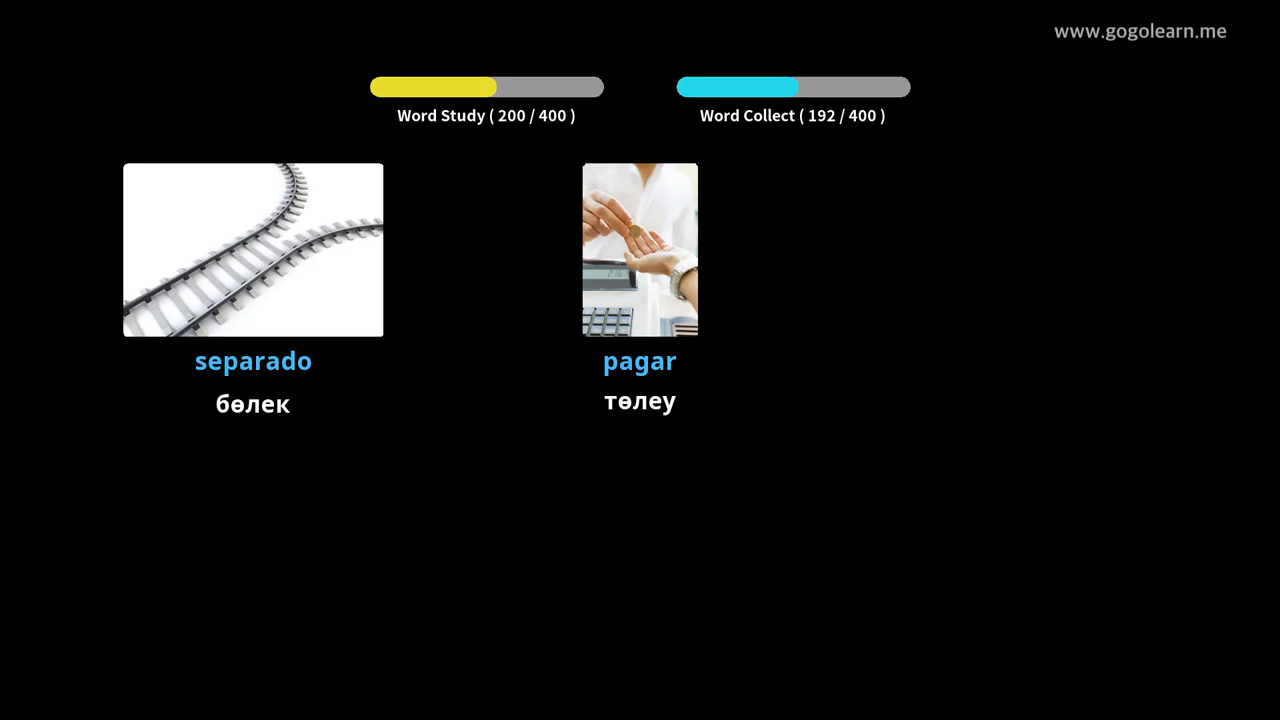 www.gogolearn.me
Word Study ( 200 / 400 )
Word Collect ( 192 / 400 )
separado
pagar
бөлек
төлеу